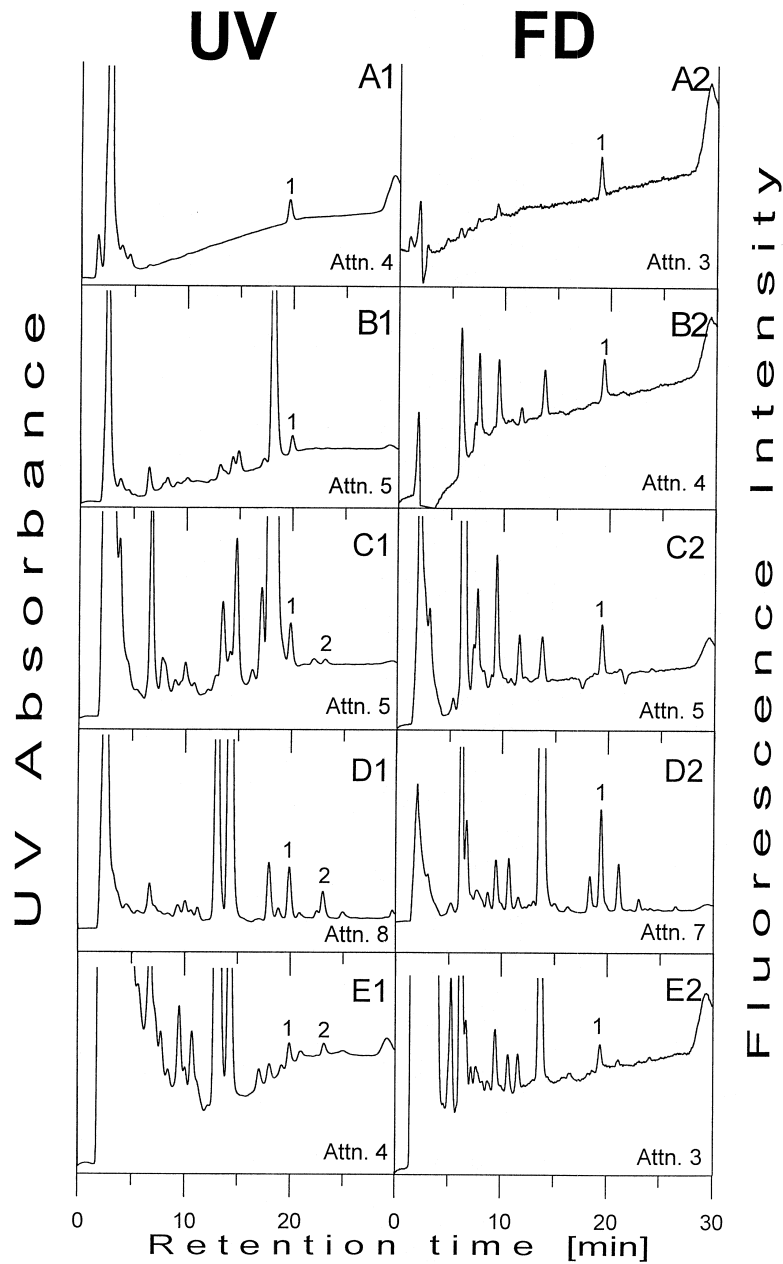 UV FD
A1 A2
1 1
Attn. 4 Attn. 3
B1 B2
1 1
Attn. 5 Attn. 4
C1 C2
1 2 1
Attn. 5 Attn. 5
D1 D2
1 2 1
Attn. 8 Attn. 7
E1 E2
1 2 1
Attn. 4 Attn. 3
0 10 20 0 10 20 30
Retention time [min]
UV Absorbance
Fluorescence Intensity